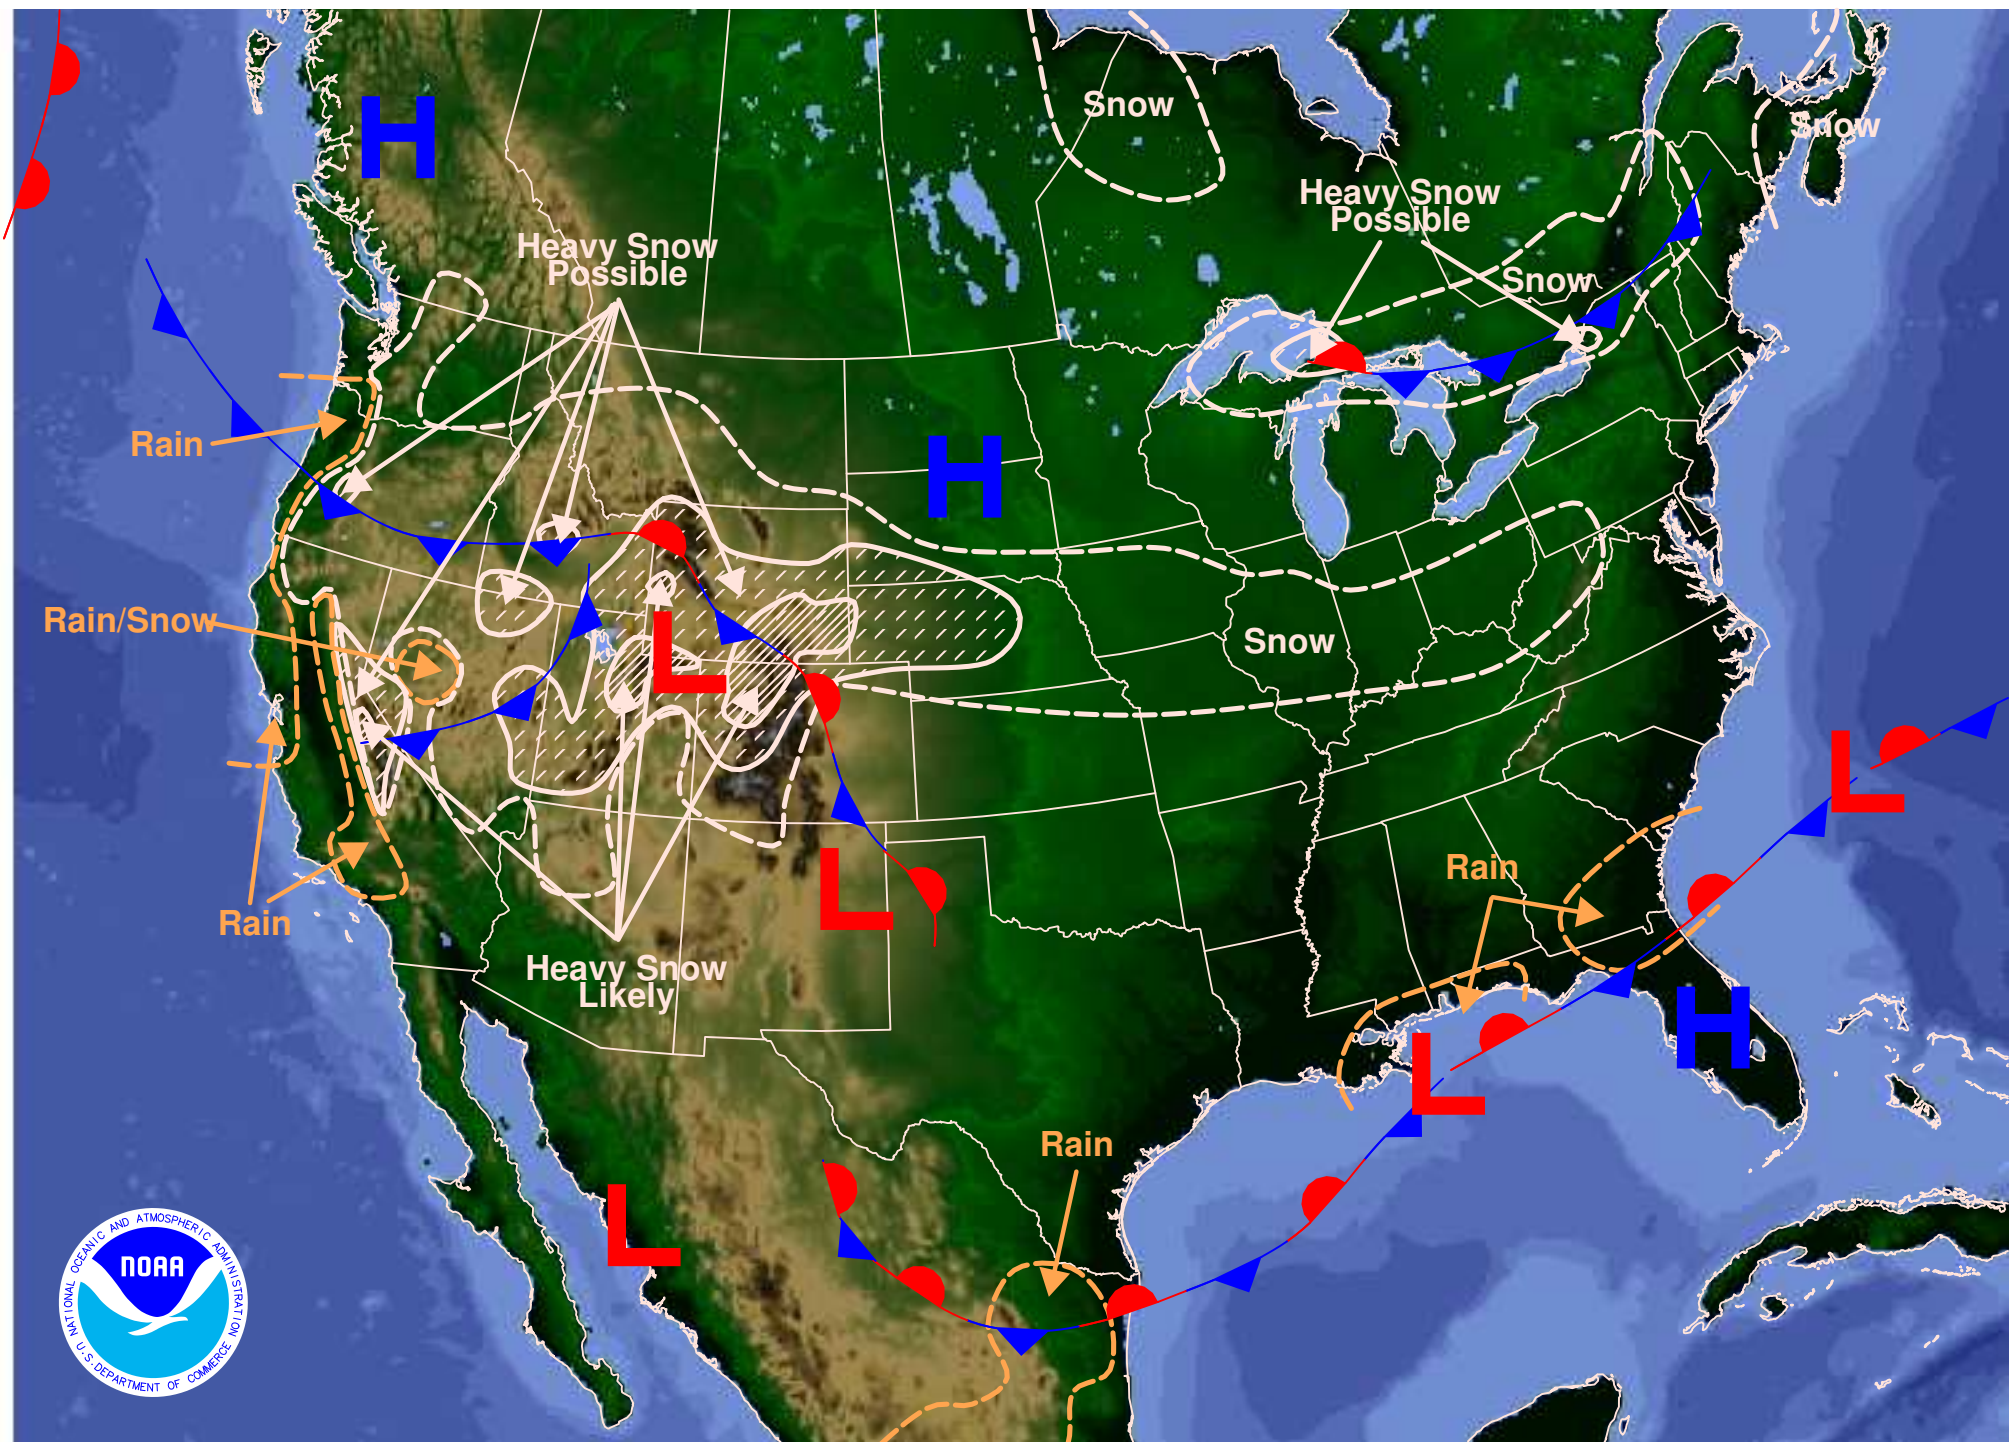 H
Snow
Snow
Heavy Snow
Possible
Heavy Snow
Possible
Snow
Rain
H
Rain/Snow
L
Snow
L
Rain
L
Rain
Heavy Snow
Likely
H
L
Rain
L
NATIONAL OCEANIC AND ATMOSPHERIC ADMINISTRATION
NOAA
U.S. DEPARTMENT OF COMMERCE